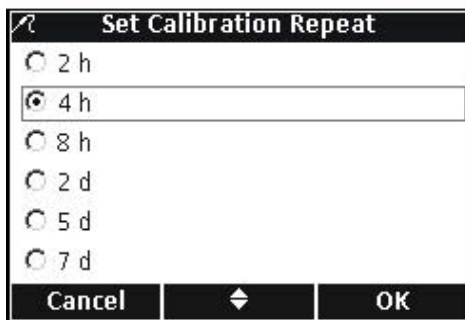 Set Calibration Repeat
2 h
4 h
8 h
2 d
5 d
7 d
Cancel OK